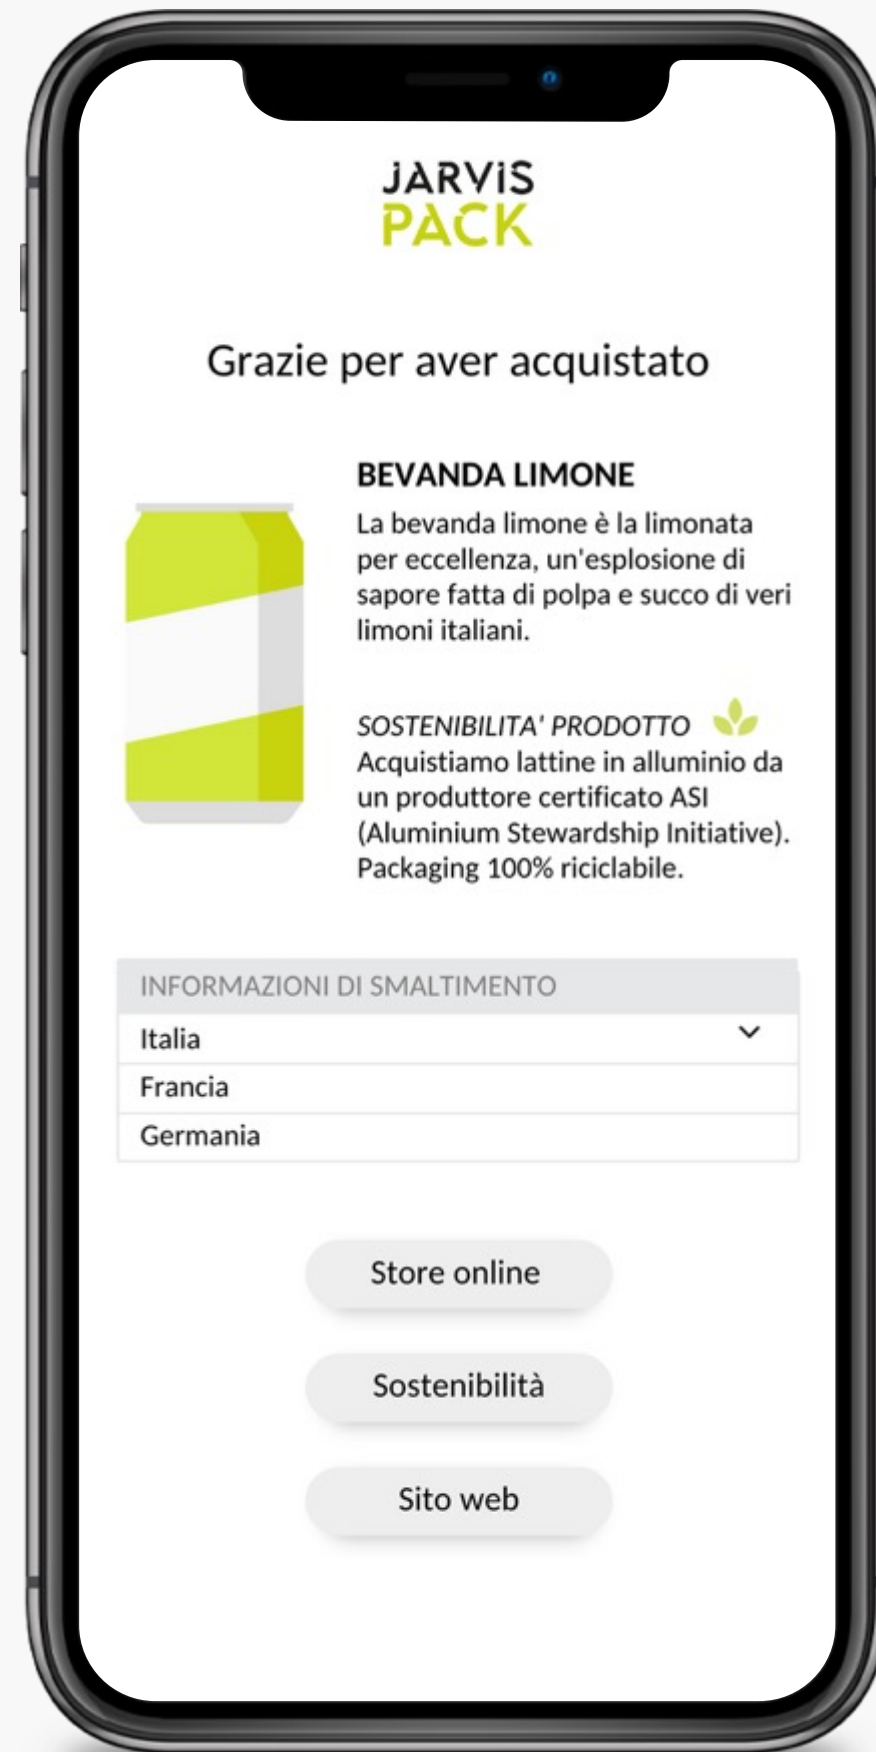 JARVIS
PACK
Grazie per aver acquistato
BEVANDA LIMONE
La bevanda limone è la limonata
per eccellenza, un'esplosione di
sapore fatta di polpa e succo di veri
limoni italiani.
SOSTENIBILITA' PRODOTTO
Acquistiamo lattine in alluminio da
un produttore certificato ASI
(Aluminium Stewardship Initiative).
Packaging 100% riciclabile.
INFORMAZIONI DI SMALTIMENTO
Italia
Francia
Germania
Store online
Sostenibilità
Sito web